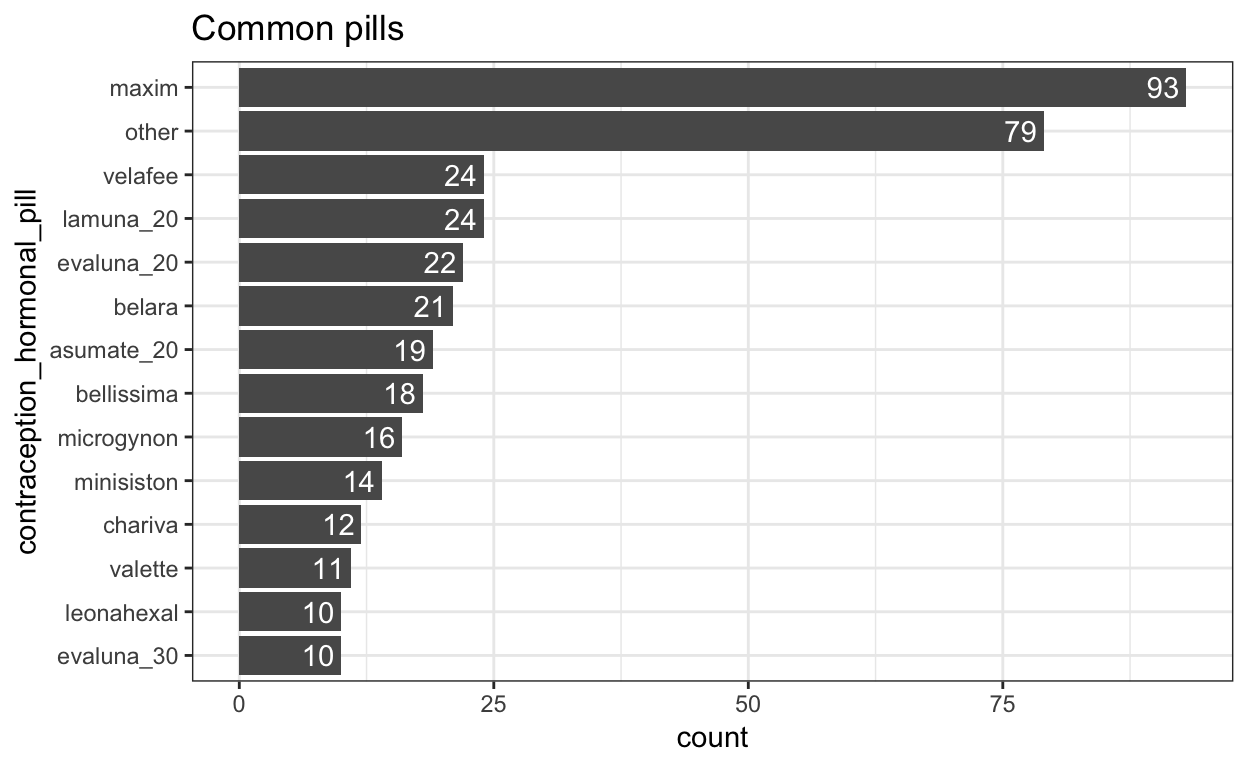 Common pills
contraception_hormonal_pill
maxim 93
other 79
velafee 24
lamuna_20 24
evaluna_20 22
belara 21
asumate_20 19
bellissima 18
microgynon 16
minisiston 14
chariva 12
valette 11
leonahexal 10
evaluna_30 10
0 25 50 75
count